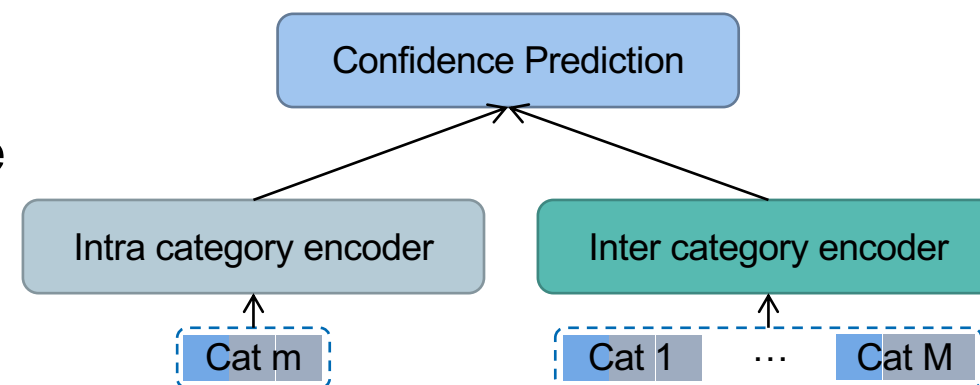 Confidence Prediction
e
Intra category encoder
Inter category encoder
Cat m
Cat 1 ... Cat M